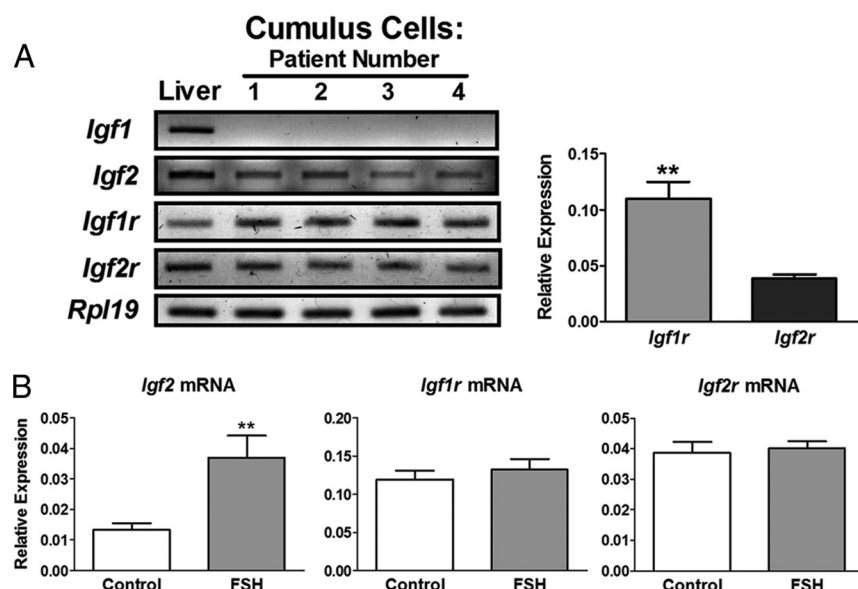 A
Cumulus Cells:
Patient Number
Liver 1 2 3 4
Igf1
Igf2
Igf1r
Igf2r
Rpl19
Relative Expression
0.15
0.10
0.05
0.00
**
Igf1r Igf2r
B
Igf2 mRNA
Relative Expression
0.05
0.04
0.03
0.02
0.01
0.00
**
Control FSH
Igf1r mRNA
0.20
0.15
0.10
0.05
0.00
Control FSH
Igf2r mRNA
0.05
0.04
0.03
0.02
0.01
0.00
Control FSH